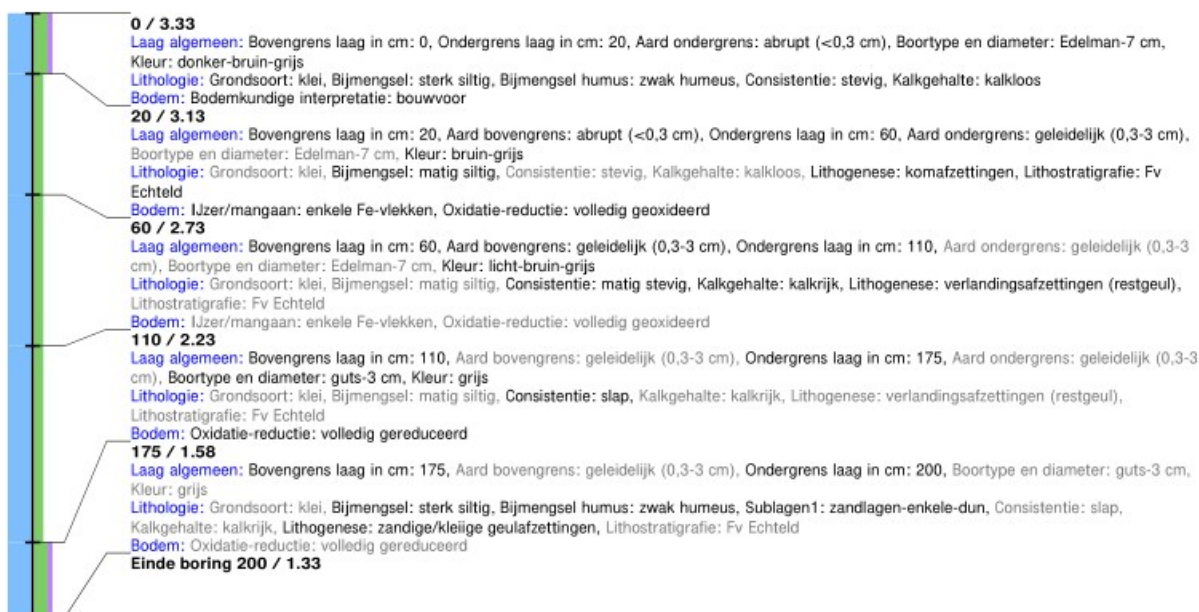 0 / 3.33
Laag algemeen: Bovengrens laag in cm: 0, Ondergrens laag in cm: 20, Aard ondergrens: abrupt (<0,3 cm), Boortype en diameter: Edelman-7 cm,
Kleur: donker-bruin-grijs
Lithologie: Grondsoort: klei, Bijmengsel: sterk siltig, Bijmengsel humus: zwak humeus, Consistentie: stevig, Kalkgehalte: kalkloos
Bodem: Bodemkundige interpretatie: bouwvoor
20 / 3.13
Laag algemeen: Bovengrens laag in cm: 20, Aard bovengrens: abrupt (<0,3 cm), Ondergrens laag in cm: 60, Aard ondergrens: geleidelijk (0,3-3 cm),
Boortype en diameter: Edelman-7 cm, Kleur: bruin-grijs
Lithologie: Grondsoort: klei, Bijmengsel: matig siltig, Consistentie: stevig, Kalkgehalte: kalkloos, Lithogenese: komafzettingen, Lithostratigrafie: Fv
Echteld
Bodem: IJzer/mangaan: enkele Fe-vlekken, Oxidatie-reductie: volledig geoxideerd
60 / 2.73
Laag algemeen: Bovengrens laag in cm: 60, Aard bovengrens: geleidelijk (0,3-3 cm), Ondergrens laag in cm: 110, Aard ondergrens: geleidelijk (0,3-3
cm), Boortype en diameter: Edelman-7 cm, Kleur: licht-bruin-grijs
Lithologie: Grondsoort: klei, Bijmengsel: matig siltig, Consistentie: matig stevig, Kalkgehalte: kalkrijk, Lithogenese: verlandingsafzettingen (restgeul),
Lithostratigrafie: Fv Echteld
Bodem: IJzer/mangaan: enkele Fe-vlekken, Oxidatie-reductie: volledig geoxideerd
110 / 2.23
Laag algemeen: Bovengrens laag in cm: 110, Aard bovengrens: geleidelijk (0,3-3 cm), Ondergrens laag in cm: 175, Aard ondergrens: geleidelijk (0,3-3
cm), Boortype en diameter: guts-3 cm, Kleur: grijs
Lithologie: Grondsoort: klei, Bijmengsel: matig siltig, Consistentie: slap, Kalkgehalte: kalkrijk, Lithogenese: verlandingsafzettingen (restgeul),
Lithostratigrafie: Fv Echteld
Bodem: Oxidatie-reductie: volledig gereduceerd
175 / 1.58
Laag algemeen: Bovengrens laag in cm: 175, Aard bovengrens: geleidelijk (0,3-3 cm), Ondergrens laag in cm: 200, Boortype en diameter: guts-3 cm,
Kleur: grijs
Lithologie: Grondsoort: klei, Bijmengsel: sterk siltig, Bijmengsel humus: zwak humeus, Sublagen1: zandlagen-enkele-dun, Consistentie: slap,
Kalkgehalte: kalkrijk, Lithogenese: zandige/kleiige geulafzettingen, Lithostratigrafie: Fv Echteld
Bodem: Oxidatie-reductie: volledig gereduceerd
Einde boring 200 / 1.33